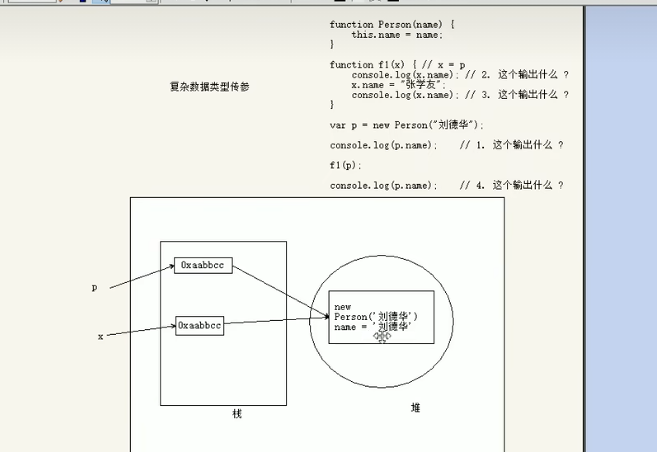 function Person(name) {
this.name = name;
}
function f1(x) { // x = p
console.log(x.name); // 2. 这个输出什么 ?
x.name = "张学友";
console.log(x.name); // 3. 这个输出什么 ?
}
复杂数据类型传参
var p = new Person("刘德华");
console.log(p.name); // 1. 这个输出什么 ?
f1(p);
console.log(p.name); // 4. 这个输出什么 ?
0xaabbcc
p
new
Person('刘德华')
name = '刘德华'
0xaabbcc
x
栈
堆